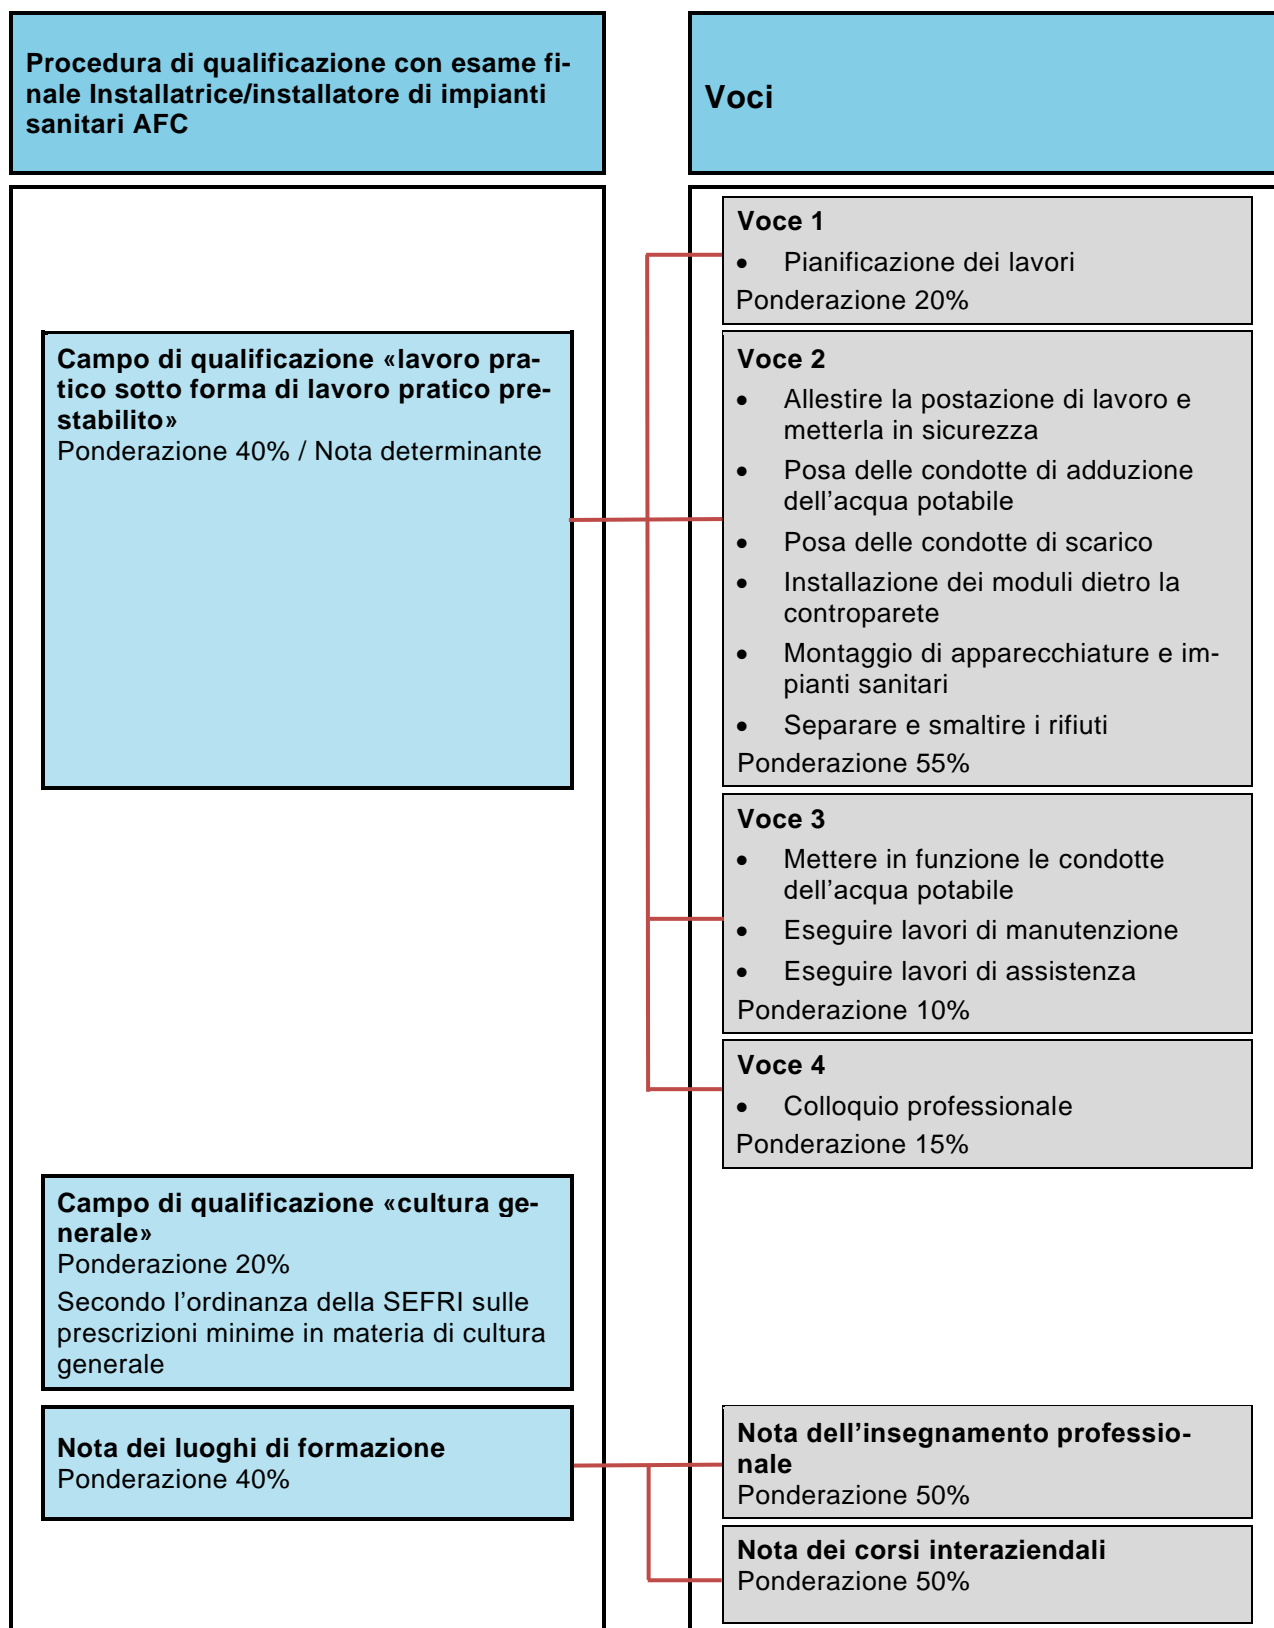 Procedura di qualificazione con esame fi-
nale Installatrice/installatore di impianti
sanitari AFC
Voci
Campo di qualificazione «lavoro pra-
tico sotto forma di lavoro pratico pre-
stabilito»
Ponderazione 40% / Nota determinante
Voce 1
• Pianificazione dei lavori
Ponderazione 20%
Voce 2
• Allestire la postazione di lavoro e
metterla in sicurezza
• Posa delle condotte di adduzione
dell’acqua potabile
• Posa delle condotte di scarico
• Installazione dei moduli dietro la
controparete
• Montaggio di apparecchiature e im-
pianti sanitari
• Separare e smaltire i rifiuti
Ponderazione 55%
Voce 3
• Mettere in funzione le condotte
dell’acqua potabile
• Eseguire lavori di manutenzione
• Eseguire lavori di assistenza
Ponderazione 10%
Voce 4
• Colloquio professionale
Ponderazione 15%
Campo di qualificazione «cultura ge-
nerale»
Ponderazione 20%
Secondo l’ordinanza della SEFRI sulle
prescrizioni minime in materia di cultura
generale
Nota dei luoghi di formazione
Ponderazione 40%
Nota dell’insegnamento professio-
nale
Ponderazione 50%
Nota dei corsi interaziendali
Ponderazione 50%